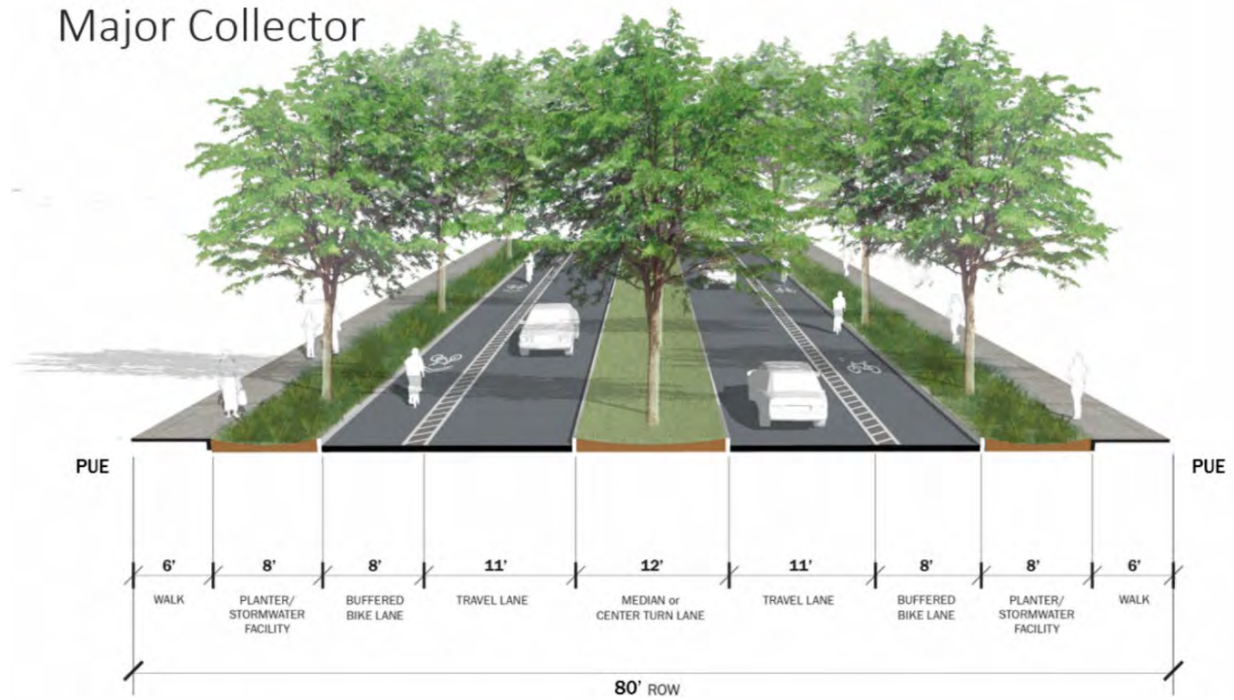 Major Collector
PUE
PUE
6'
8'
8'
11'
12'
11'
8'
8'
6'
WALK
PLANTER/
STORMWATER
FACILITY
BUFFERED
BIKE LANE
TRAVEL LANE
MEDIAN or
CENTER TURN LANE
TRAVEL LANE
BUFFERED
BIKE LANE
PLANTER/
STORMWATER
FACILITY
WALK
80' ROW